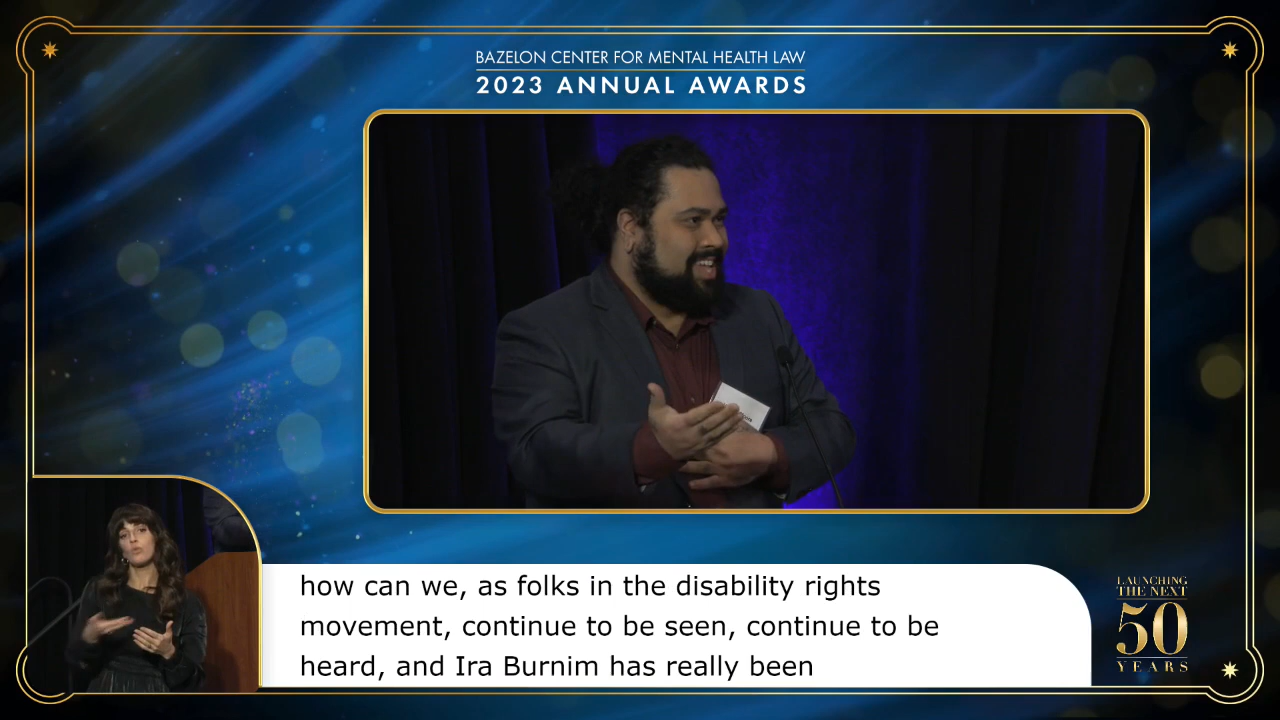 BAZELON CENTER FOR MENTAL HEALTH LAW
2023 ANNUAL AWARDS
how can we, as folks in the disability rights
movement, continue to be seen, continue to be
heard, and Ira Burnim has really been
LAUNCHING
THE NEXT
50
YEARS